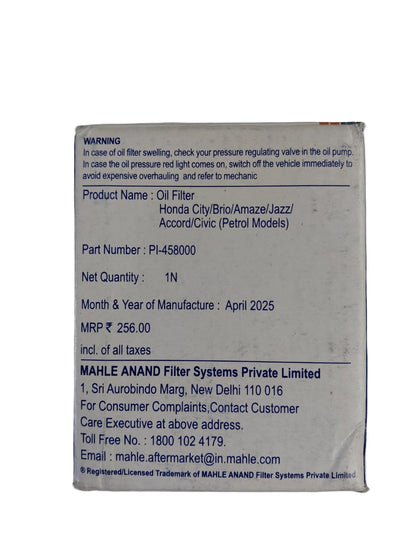 WARNING
In case of oil filter swelling, check your pressure regulating valve in the oil pump.
In case the oil pressure red light comes on, switch off the vehicle immediately to
avoid expensive overhauling and refer to mechanic
Product Name : Oil Filter
Honda City/Brio/Amaze/Jazz/
Accord/Civic (Petrol Models)
Part Number : PI-458000
Net Quantity : 1N
Month & Year of Manufacture : April 2025
MRP ₹ 256.00
incl. of all taxes
MAHLE ANAND Filter Systems Private Limited
1, Sri Aurobindo Marg, New Delhi 110 016
For Consumer Complaints,Contact Customer
Care Executive at above address.
Toll Free No. : 1800 102 4179.
Email : mahle.aftermarket@in.mahle.com
® Registered/Licensed Trademark of MAHLE ANAND Filter Systems Private Limited